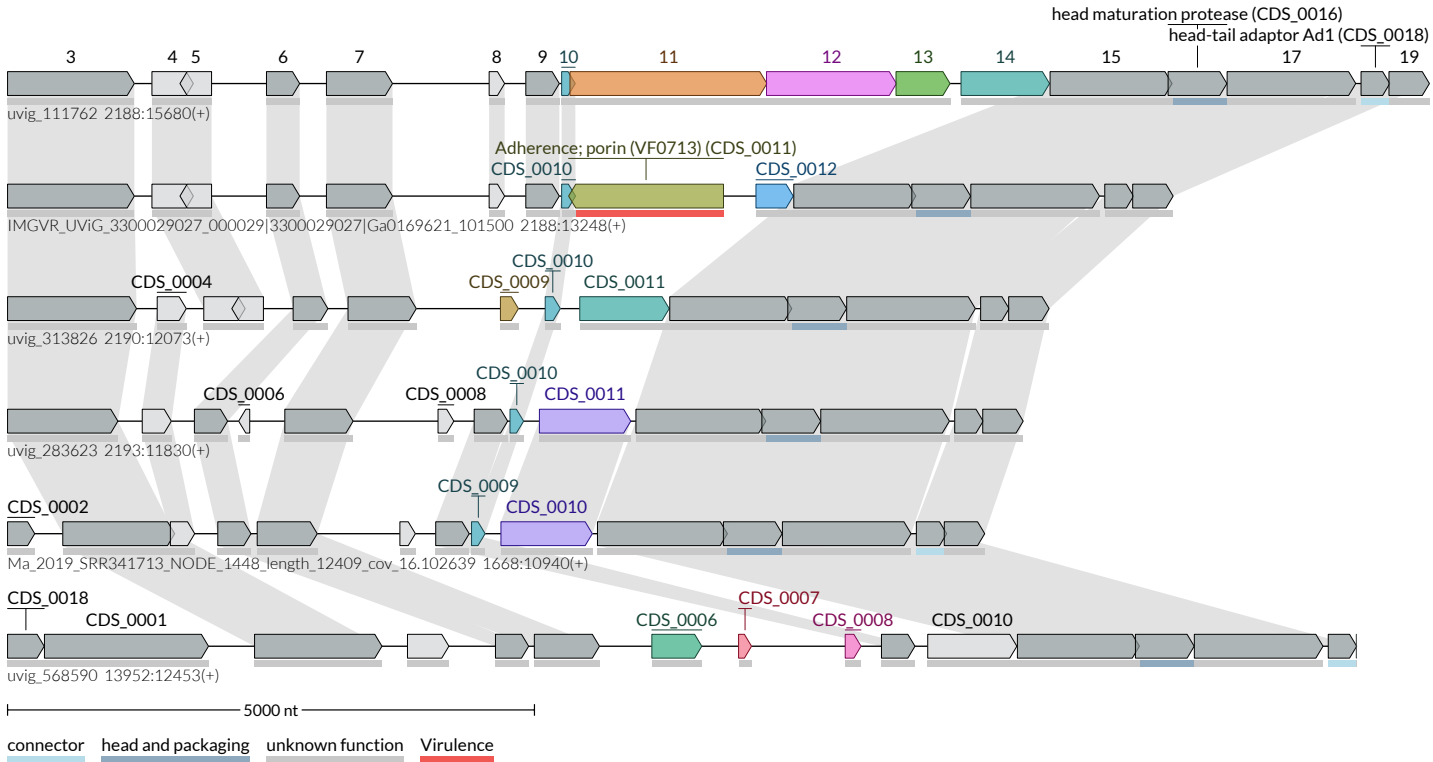 head maturation protease (CDS_0016)
head-tail adaptor Ad1 (CDS_0018)
3 4 5 6 7 8 9 10 11 12 13 14 15 17 19
uvig_111762 2188:15680(+)
Adherence; porin (VF0713) (CDS_0011)
CDS_0010 CDS_0012
IMGVR_UViG_3300029027_000029|3300029027|Ga0169621_101500 2188:13248(+)
CDS_0010
CDS_0004 CDS_0009 CDS_0011
uvig_313826 2190:12073(+)
CDS_0010
CDS_0006 CDS_0008 CDS_0011
uvig_283623 2193:11830(+)
CDS_0009
CDS_0002 CDS_0010
Ma_2019_SRR341713_NODE_1448_length_12409_cov_16.102639 1668:10940(+)
CDS_0018 CDS_0007
CDS_0001 CDS_0006 CDS_0008 CDS_0010
uvig_568590 13952:12453(+)
5000 nt
connector head and packaging unknown function Virulence